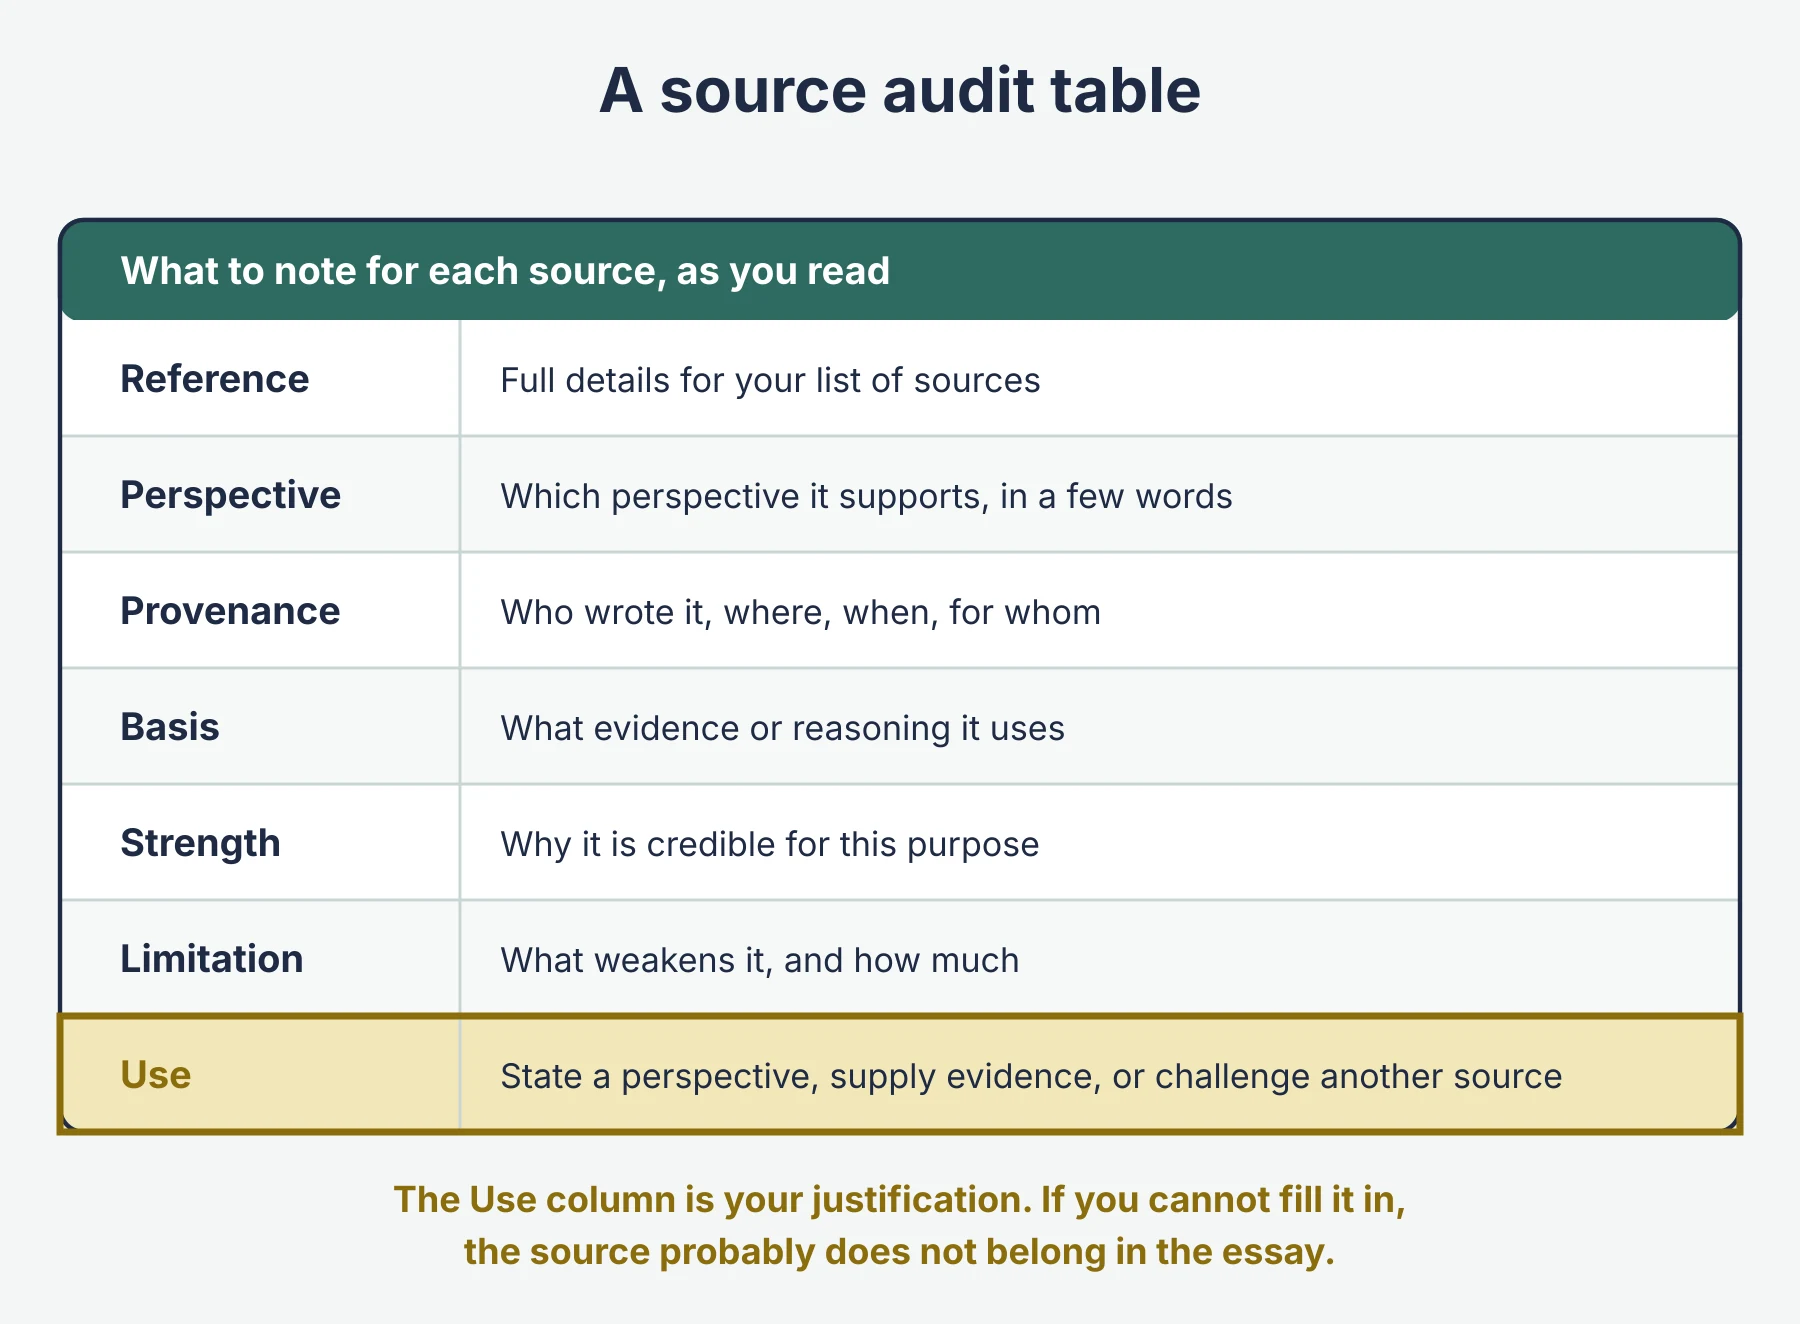 A source audit table
What to note for each source, as you read
Reference
Full details for your list of sources
Perspective
Which perspective it supports, in a few words
Provenance
Who wrote it, where, when, for whom
Basis
What evidence or reasoning it uses
Strength
Why it is credible for this purpose
Limitation
What weakens it, and how much
Use
State a perspective, supply evidence, or challenge another source
The Use column is your justification. If you cannot fill it in,
the source probably does not belong in the essay.